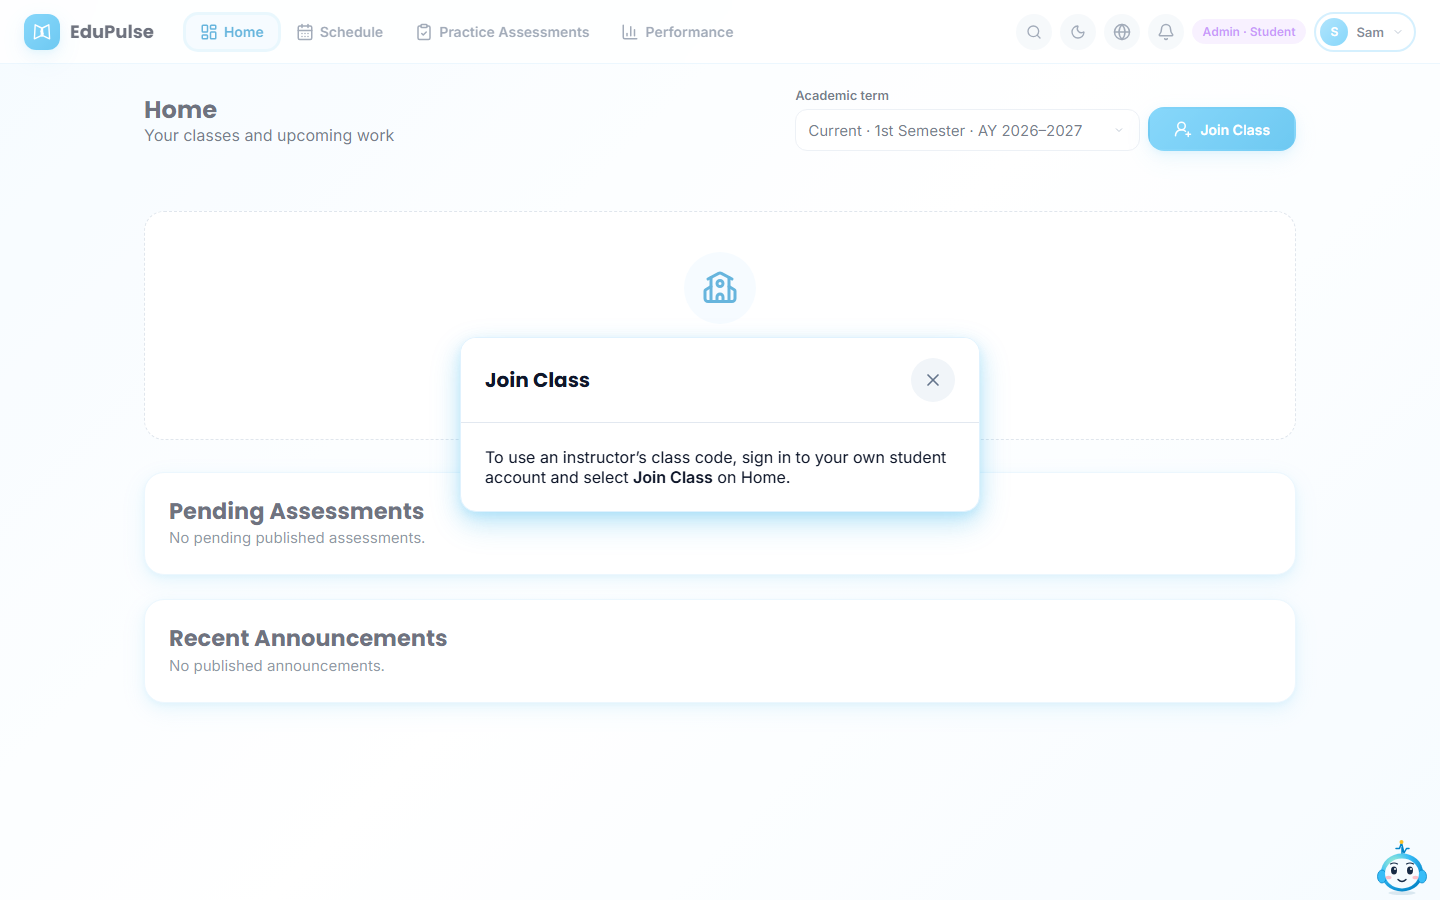 EduPulse
Home
Schedule
Practice Assessments
Performance
Admin · Student
S
Sam
Home
Your classes and upcoming work
Academic term
Current · 1st Semester · AY 2026–2027
Join Class
Join Class
To use an instructor’s class code, sign in to your own student
account and select Join Class on Home.
Pending Assessments
No pending published assessments.
Recent Announcements
No published announcements.